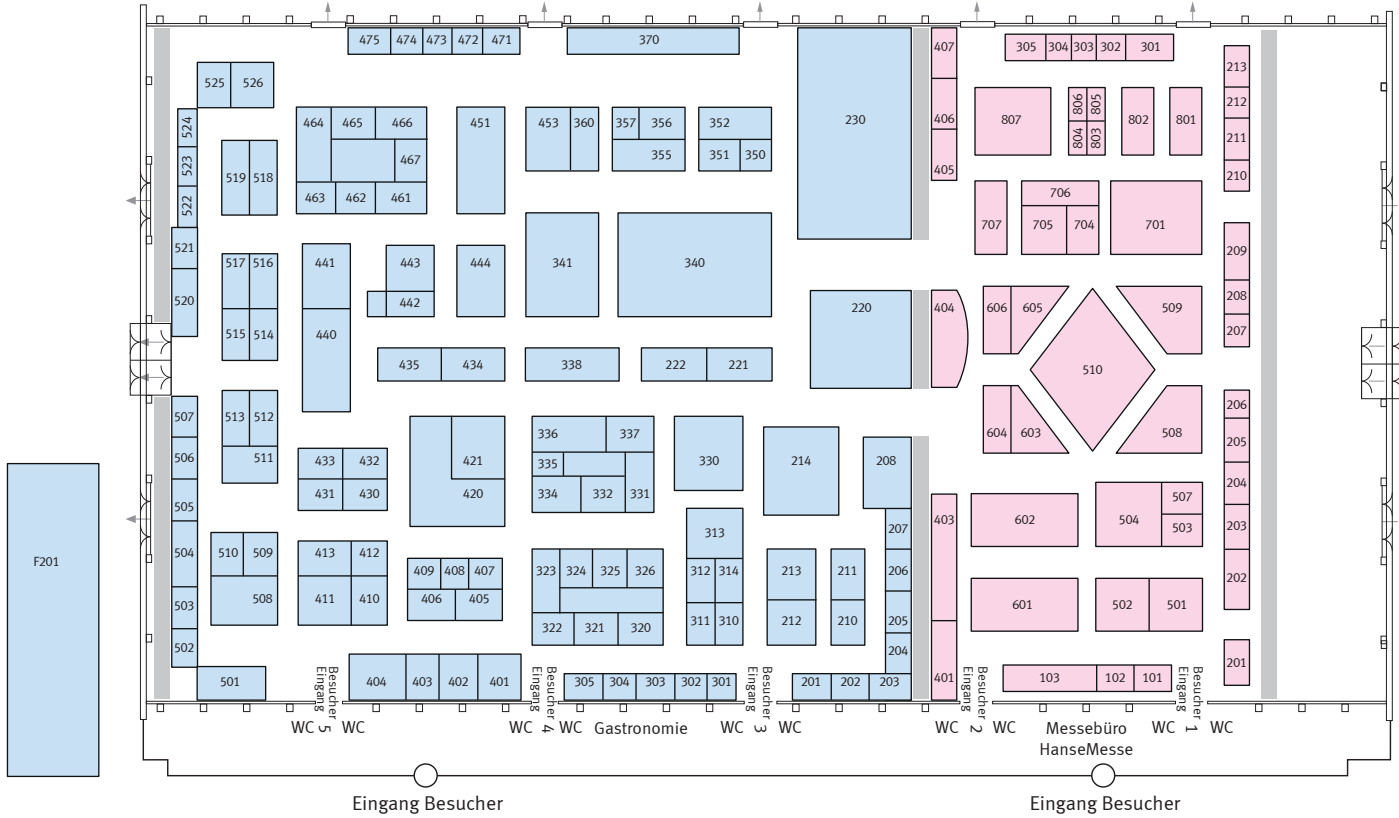 475 474 473 472 471 370 407 305 304 303 302 301
213
525 526 230 807 806 805 802 801 212
524 464 465 466 451 453 360 357 356 352 406 804 803 211
523 519 518 467 355 351 350 405 210
522 463 462 461 707 706 701
705 704
521 517 516 441 443 444 341 340 209
520 442 220 404 606 605 509 208
515 514 440 207
435 434 338 222 221 510
507 513 512 336 337 330 214 208 604 603 508 206
506 511 433 432 421 335 205
505 431 430 420 334 332 331 403 602 504 507 204
504 510 509 413 412 313 207 503 203
F201 409 408 407 323 324 325 326 312 314 213 211 206 202
503 508 411 410 406 405 601 502 501
502 322 321 320 311 310 212 210 205
204
501 404 403 402 401 305 304 303 302 301 201 202 203 401 103 102 101 201
Besucher Eingang 5
Besucher Eingang 4
Besucher Eingang 3
Besucher Eingang 2
Besucher Eingang 1
WC WC WC WC Gastronomie WC WC WC WC Messebüro WC WC
HanseMesse
Eingang Besucher Eingang Besucher